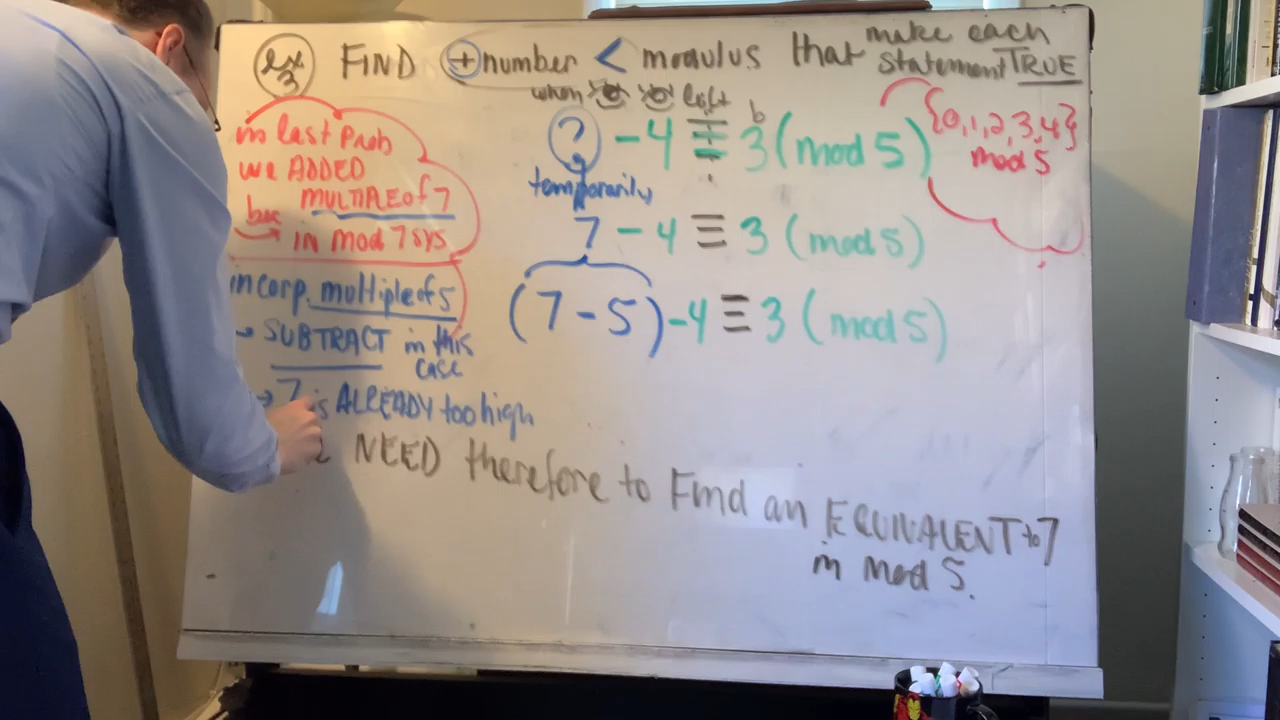 ex 3 FIND + number < modulus that make each statement TRUE
when left
? - 4 ≡ 3 (mod 5)
b
{0,1,2,3,4}
mod 5
temporarily
7 - 4 ≡ 3 (mod 5)
(7 - 5) - 4 ≡ 3 (mod 5)
in last Prob
we ADDED
MULTIPLE of 7
bec
in mod 7 sys
incorp. multiple of 5
SUBTRACT in this
case
→ 7 is ALREADY too high
NEED therefore to Find an EQUIVALENT to 7
in mod 5.